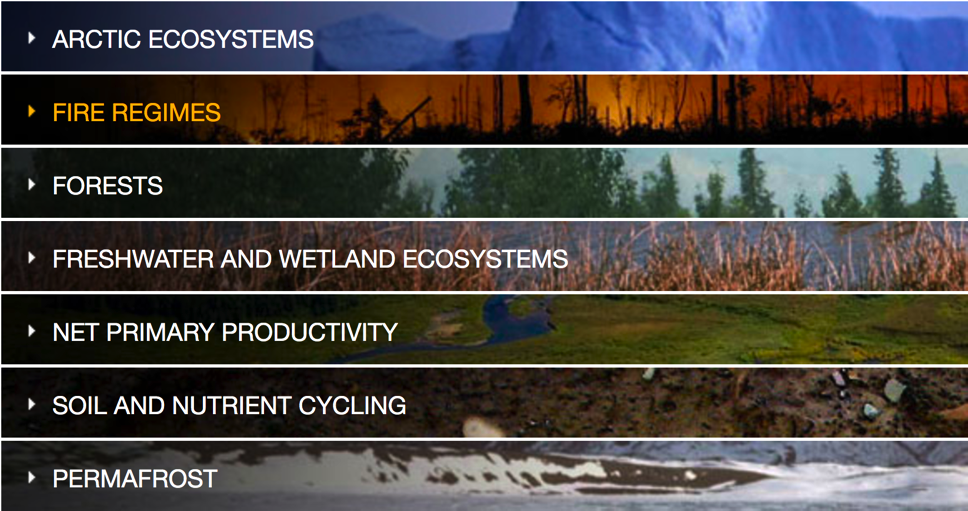 ARCTIC ECOSYSTEMS
FIRE REGIMES
FORESTS
FRESHWATER AND WETLAND ECOSYSTEMS
NET PRIMARY PRODUCTIVITY
SOIL AND NUTRIENT CYCLING
PERMAFROST